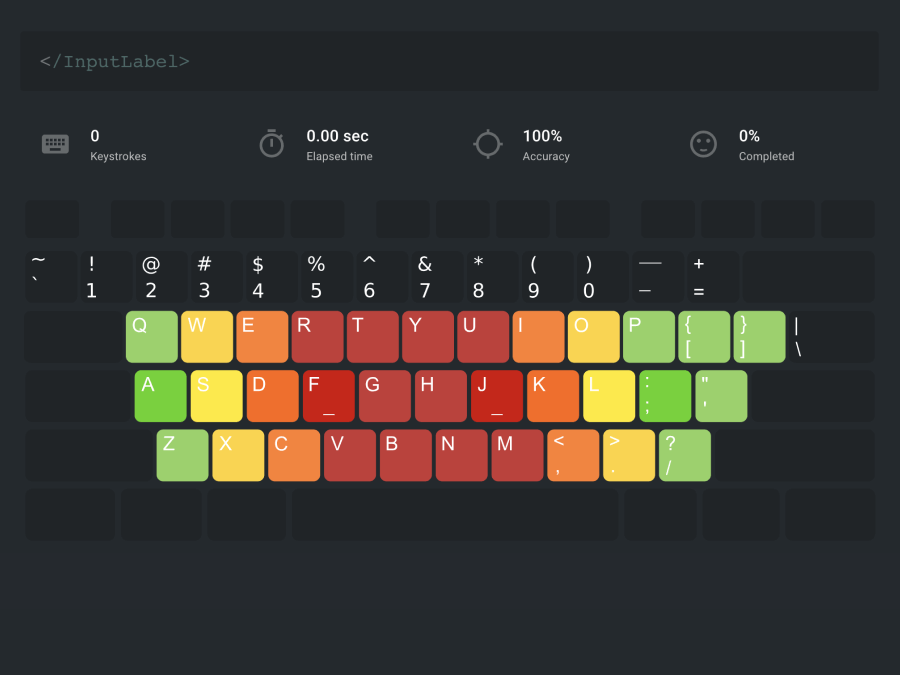 </InputLabel>
0 0.00 sec 100% 0%
Keystrokes Elapsed time Accuracy Completed
~ ! @ # $ % ^ & * ( ) — +
` 1 2 3 4 5 6 7 8 9 0 – =
Q W E R T Y U I O P { } |
[ ] \
A S D F G H J K L : "
_ _ ; '
Z X C V B N M < > ?
, . /